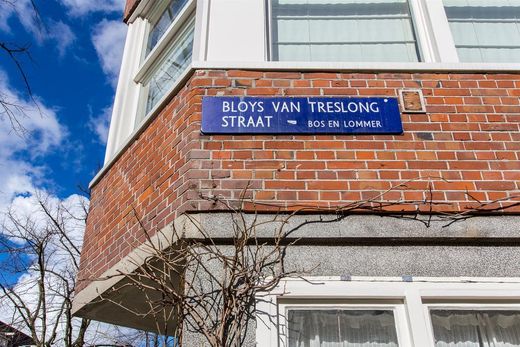 BLOYS VAN TRESLONG
STRAAT BOS EN LOMMER